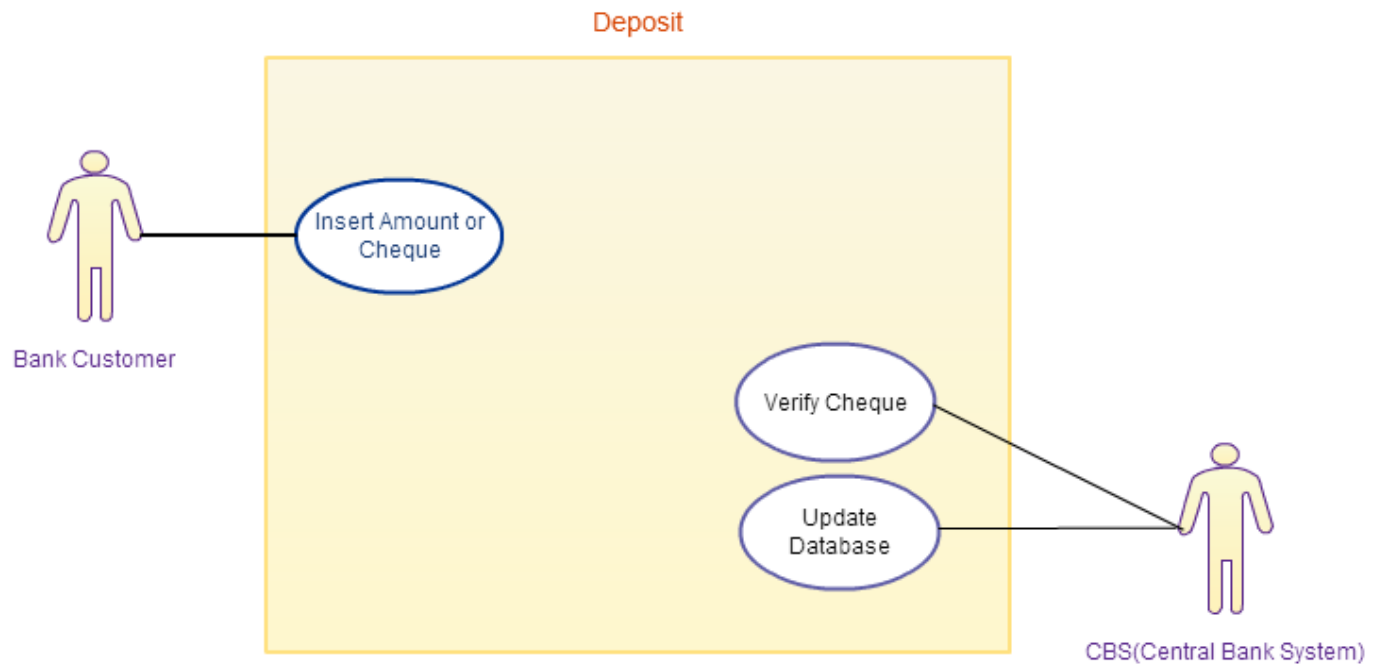 Deposit
Insert Amount or
Cheque
Bank Customer
Verify Cheque
Update
Database
CBS(Central Bank System)